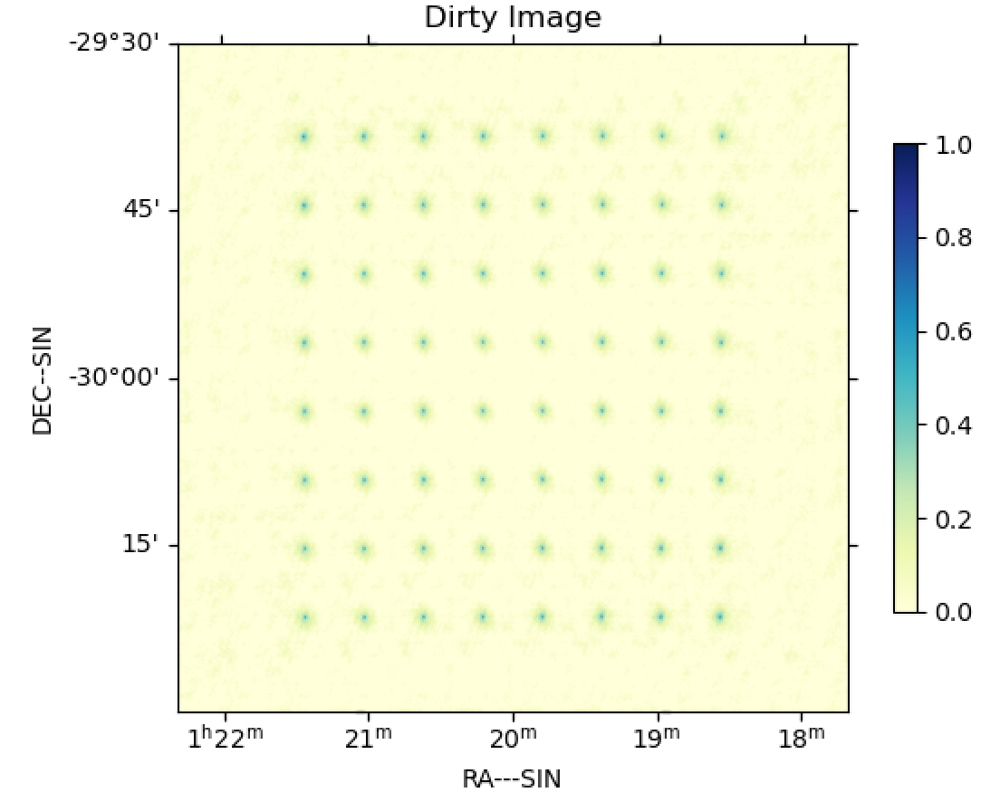 Dirty Image
-29°30'
45'
-30°00'
15'
DEC--SIN
1ʰ22ᵐ 21ᵐ 20ᵐ 19ᵐ 18ᵐ
RA---SIN
1.0
0.8
0.6
0.4
0.2
0.0